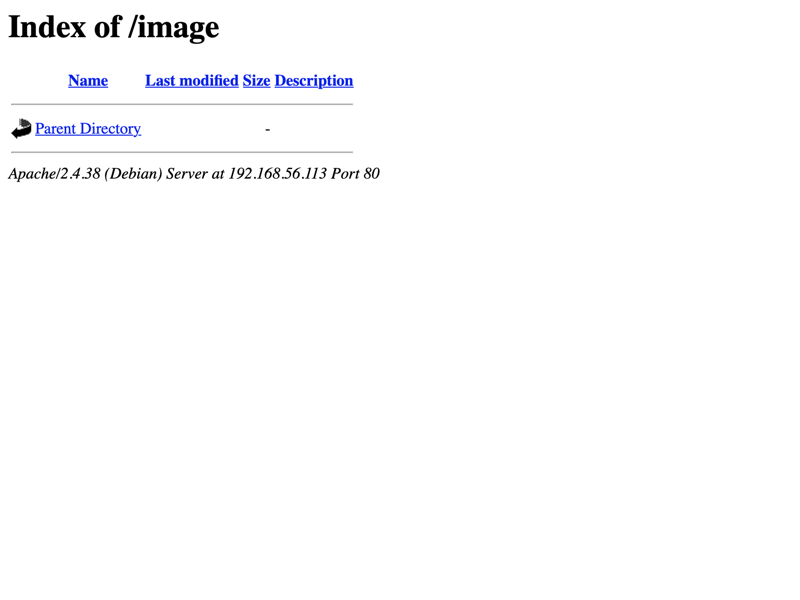 Index of /image
Name Last modified Size Description
Parent Directory -
Apache/2.4.38 (Debian) Server at 192.168.56.113 Port 80